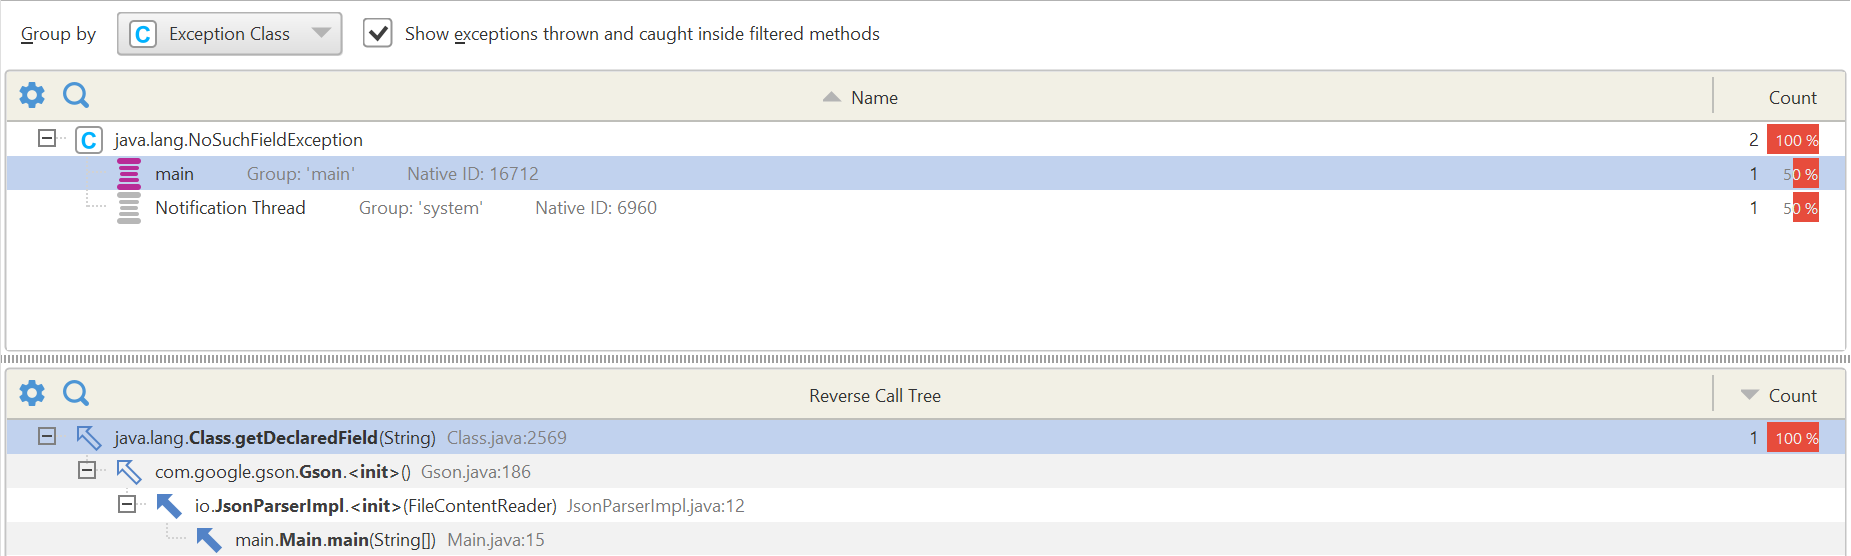 Group by C Exception Class Show exceptions thrown and caught inside filtered methods
Name Count
C java.lang.NoSuchFieldException 2 100 %
main Group: 'main' Native ID: 16712 1 50 %
Notification Thread Group: 'system' Native ID: 6960 1 50 %
Reverse Call Tree Count
java.lang.Class.getDeclaredField(String) Class.java:2569 1 100 %
com.google.gson.Gson.<init>() Gson.java:186
io.JsonParserImpl.<init>(FileContentReader) JsonParserImpl.java:12
main.Main.main(String[]) Main.java:15